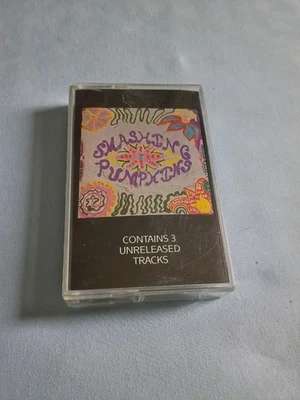 SMASHING
PUMPKINS
CONTAINS 3
UNRELEASED
TRACKS